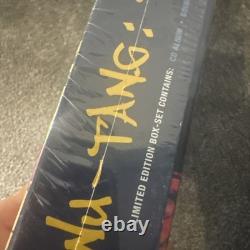 WU-TANG:
LIMITED EDITION BOX-SET CONTAINS: CD ALBUM •